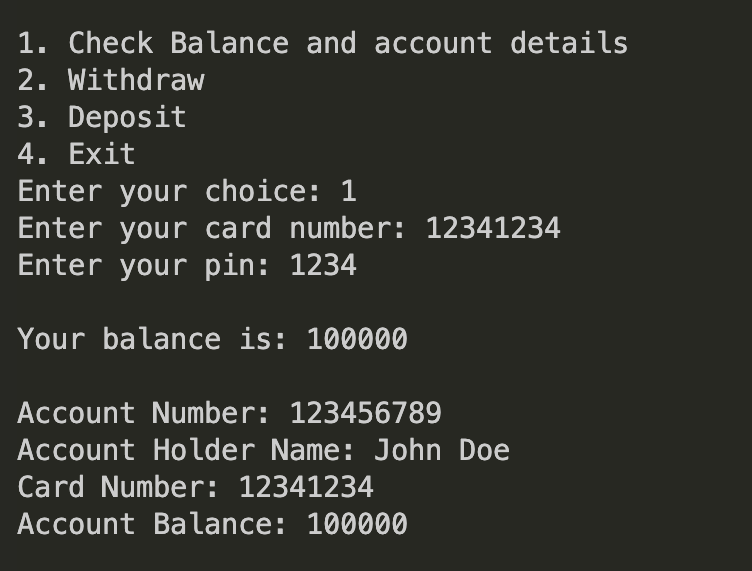 1. Check Balance and account details
2. Withdraw
3. Deposit
4. Exit
Enter your choice: 1
Enter your card number: 12341234
Enter your pin: 1234
Your balance is: 100000
Account Number: 123456789
Account Holder Name: John Doe
Card Number: 12341234
Account Balance: 100000